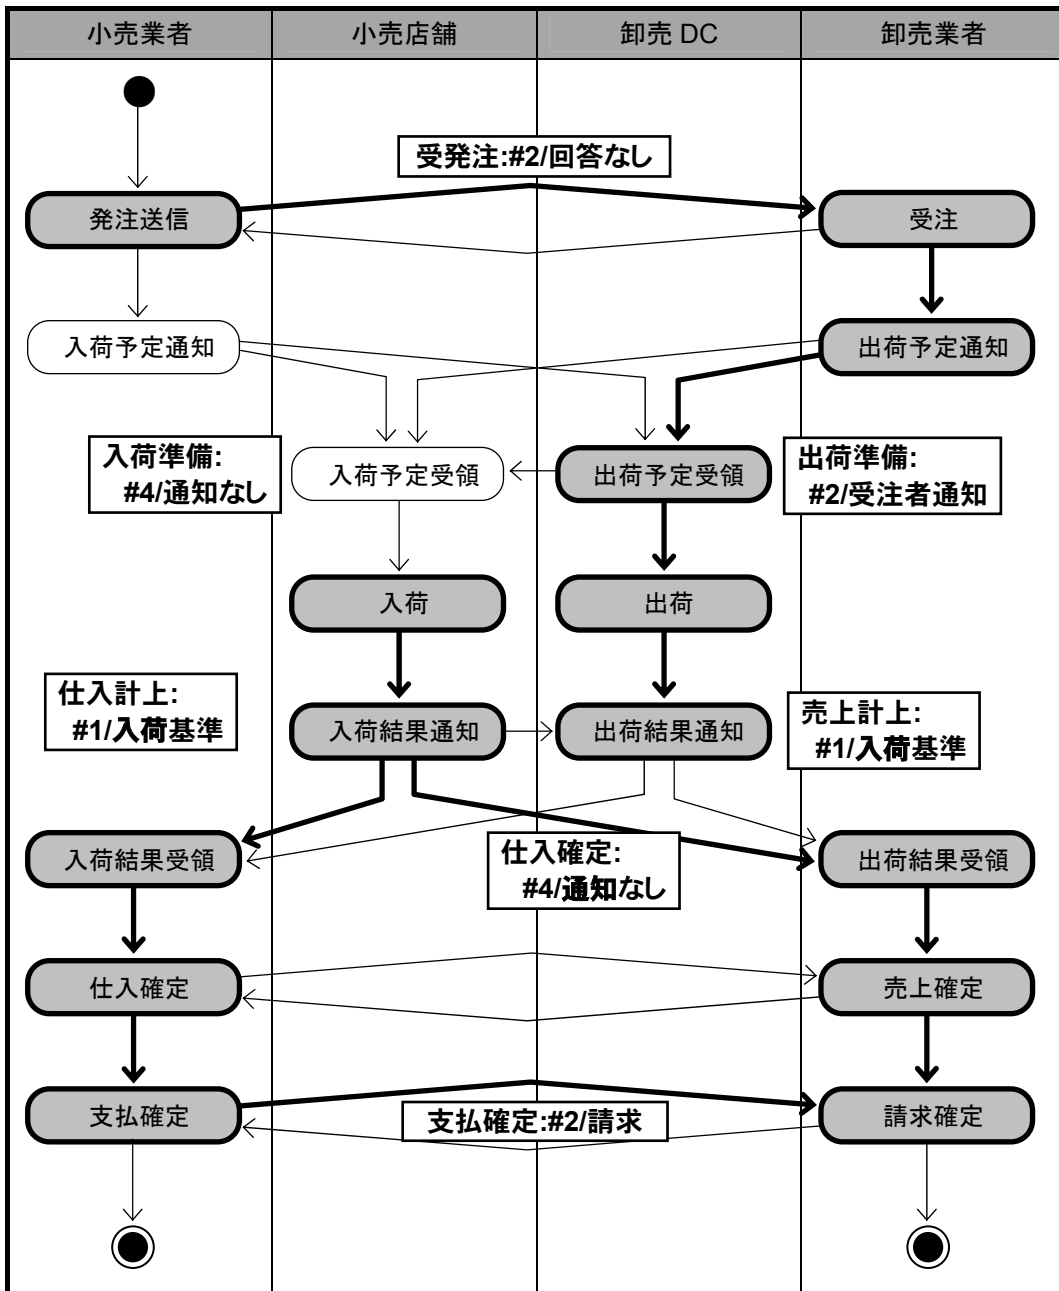 小売業者
小売店舗
卸売 DC
卸売業者
受発注:#2/回答なし
発注送信
受注
入荷予定通知
出荷予定通知
入荷準備:
#4/通知なし
入荷予定受領
出荷予定受領
出荷準備:
#2/受注者通知
入荷
出荷
仕入計上:
#1/入荷基準
入荷結果通知
出荷結果通知
売上計上:
#1/入荷基準
入荷結果受領
仕入確定:
#4/通知なし
出荷結果受領
仕入確定
売上確定
支払確定
支払確定:#2/請求
請求確定